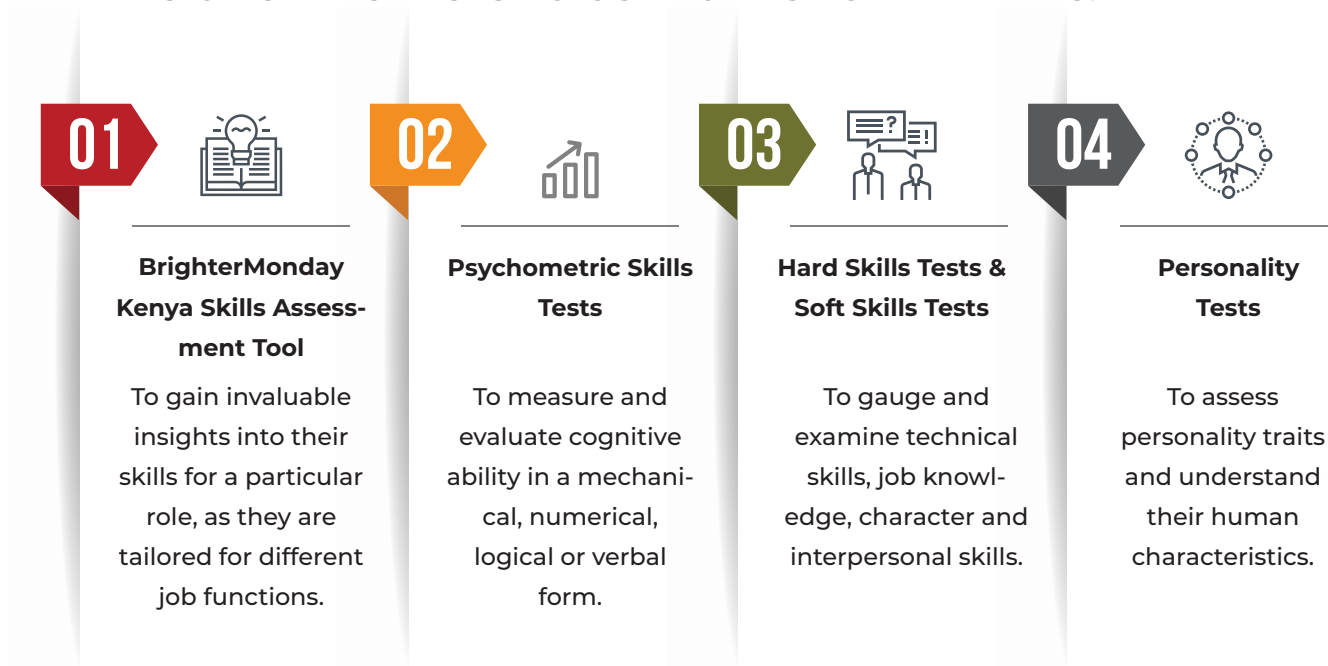 01
BrighterMonday
Kenya Skills Assess-
ment Tool
To gain invaluable
insights into their
skills for a particular
role, as they are
tailored for different
job functions.
02
Psychometric Skills
Tests
To measure and
evaluate cognitive
ability in a mechani-
cal, numerical,
logical or verbal
form.
03
?
!
Hard Skills Tests &
Soft Skills Tests
To gauge and
examine technical
skills, job knowl-
edge, character and
interpersonal skills.
04
Personality
Tests
To assess
personality traits
and understand
their human
characteristics.